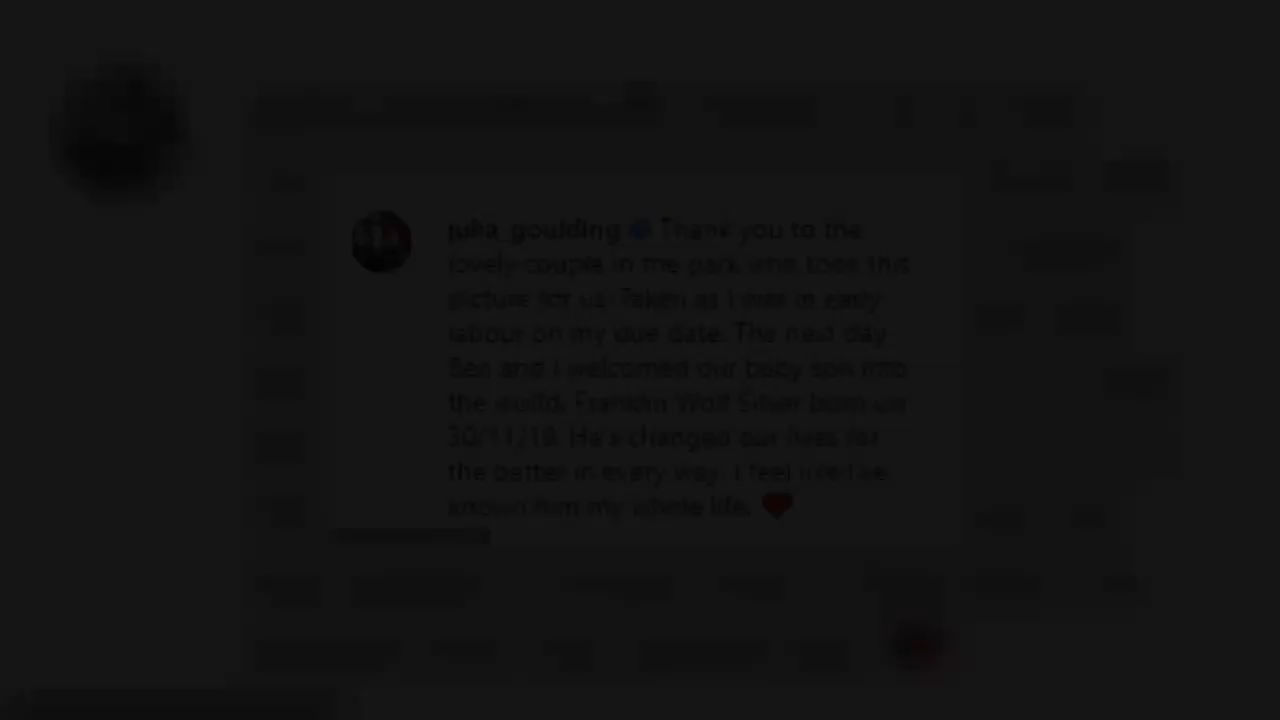 julia_goulding Thank you to the
lovely couple in the park who took this
picture for us. Taken as I was in early
labour on my due date. The next day
Ben and I welcomed our baby son into
the world. Franklin Wolf Silver born on
30/11/19. He's changed our lives for
the better in every way. I feel like I've
known him my whole life. ❤️